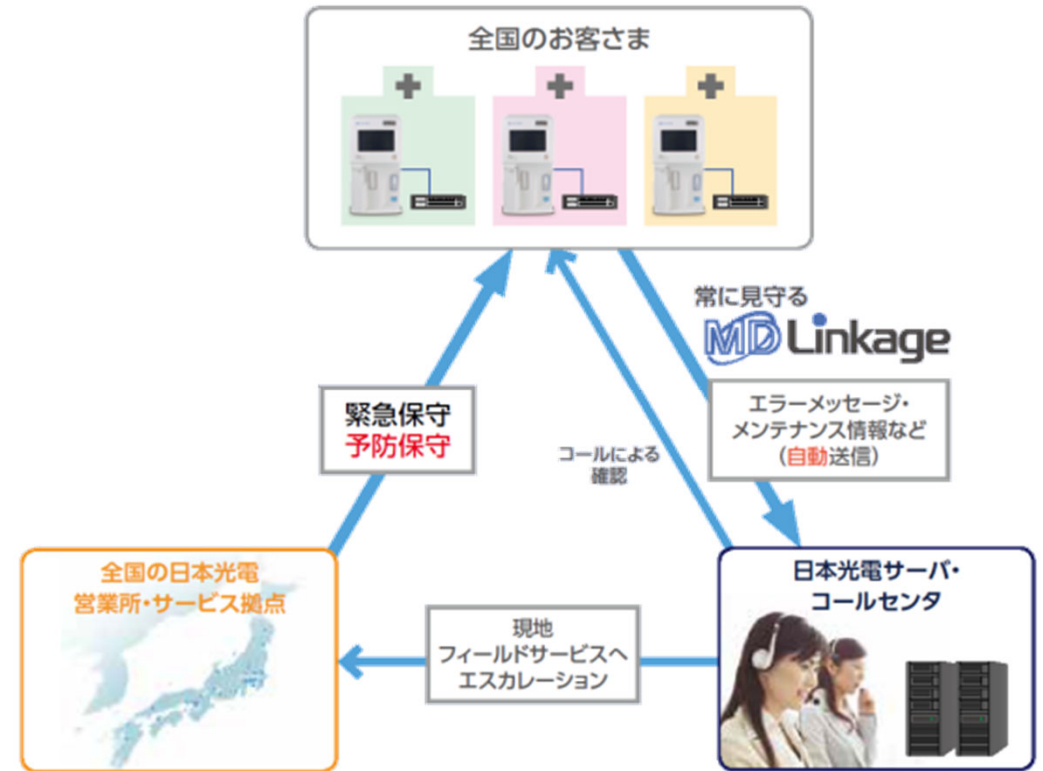 全国のお客さま
常に見守る
MD Linkage
エラーメッセージ・
メンテナンス情報など
(自動送信)
緊急保守
予防保守
コールによる
確認
全国の日本光電
営業所・サービス拠点
現地
フィールドサービスへ
エスカレーション
日本光電サーバ・
コールセンタ